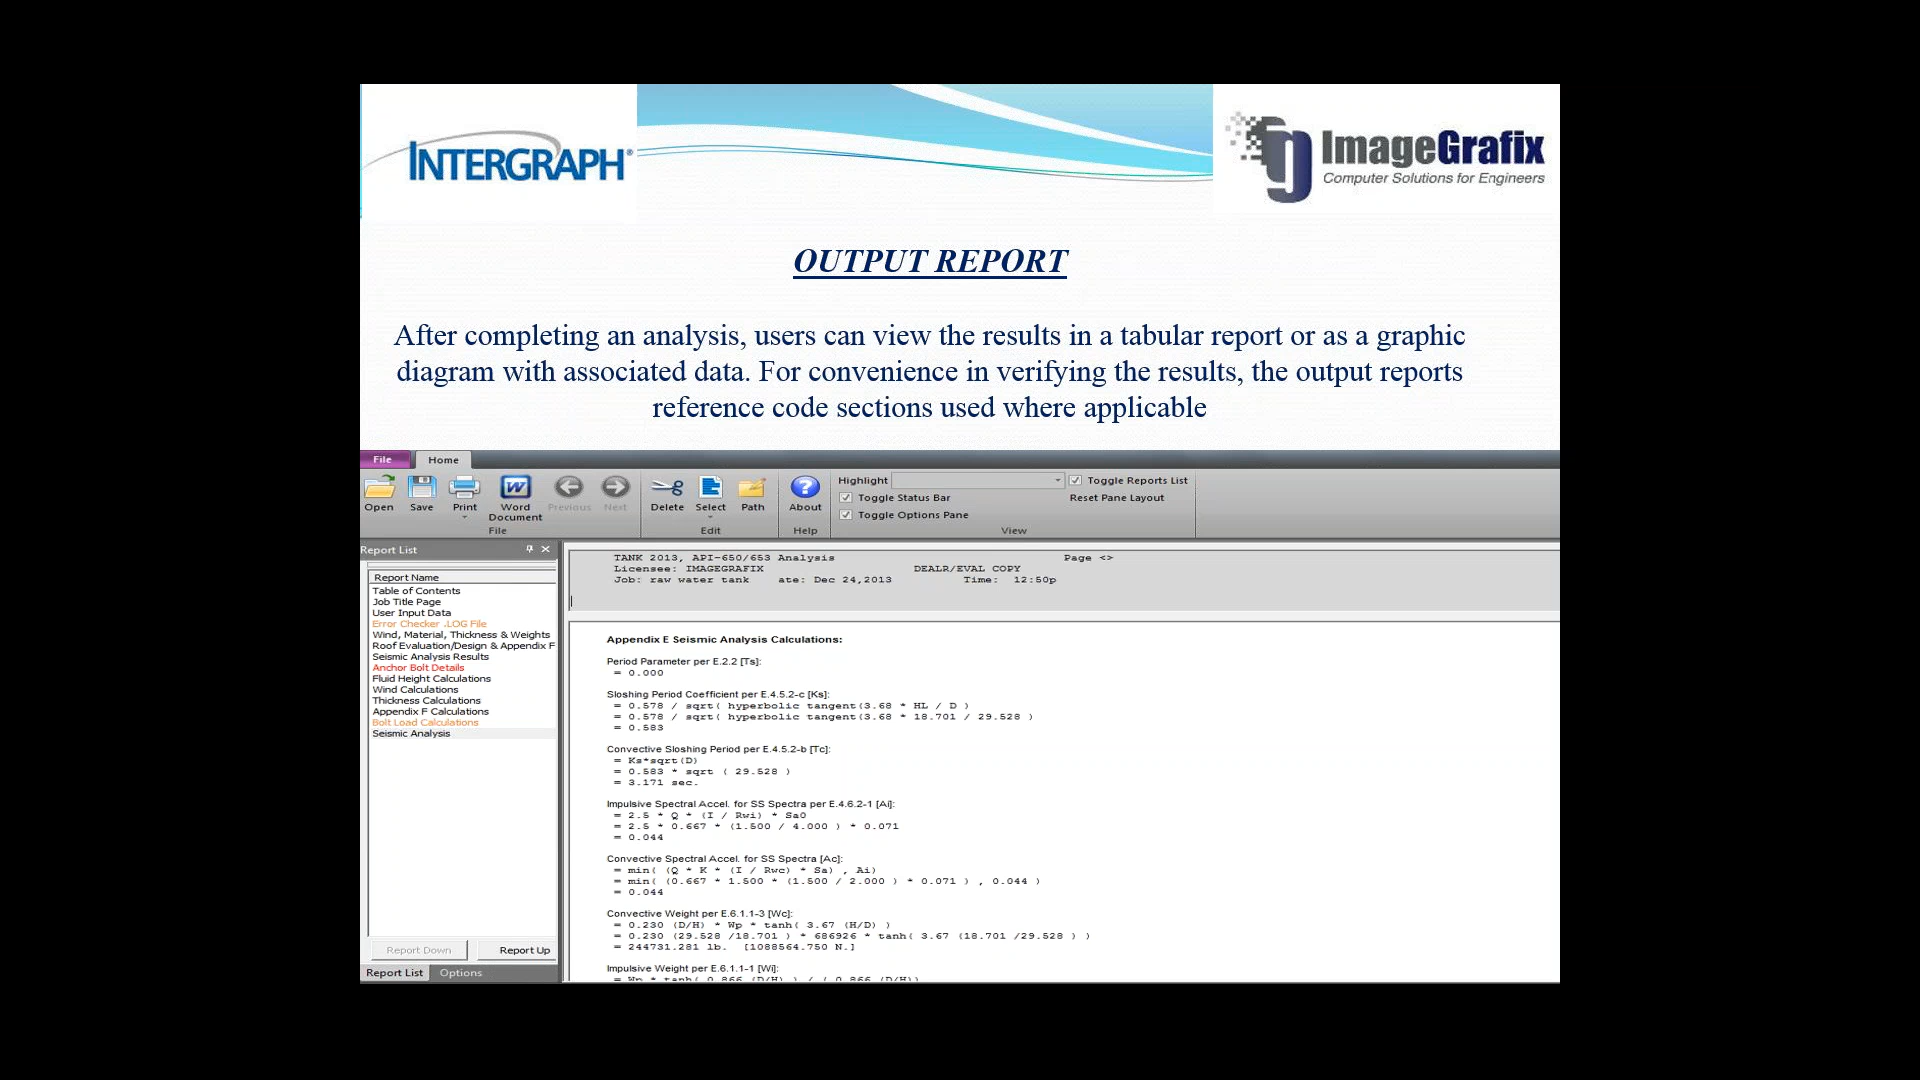 INTERGRAPH®
ImageGrafix
Computer Solutions for Engineers
OUTPUT REPORT
After completing an analysis, users can view the results in a tabular report or as a graphic
diagram with associated data. For convenience in verifying the results, the output reports
reference code sections used where applicable
File Home
Open Save Print Word Document Previous Next
File
Delete Select Path
Edit
About
Help
Highlight
Toggle Status Bar
Toggle Options Pane
Toggle Reports List
Reset Pane Layout
View
Report List
Report Name
Table of Contents
Job Title Page
User Input Data
Error Checker .LOG File
Wind, Material, Thickness & Weights
Roof Evaluation/Design & Appendix F
Seismic Analysis Results
Anchor Bolt Details
Fluid Height Calculations
Wind Calculations
Thickness Calculations
Appendix F Calculations
Bolt Load Calculations
Seismic Analysis
Report Down Report Up
Report List Options
TANK 2013, API-650/653 Analysis Page <>
Licensee: IMAGEGRAFIX DEALR/EVAL COPY
Job: raw water tank ate: Dec 24,2013 Time: 12:50p
Appendix E Seismic Analysis Calculations:
Period Parameter per E.2.2 [Ts]:
= 0.000
Sloshing Period Coefficient per E.4.5.2-c [Ks]:
= 0.578 / sqrt( hyperbolic tangent(3.68 * HL / D )
= 0.578 / sqrt( hyperbolic tangent(3.68 * 18.701 / 29.528 )
= 0.583
Convective Sloshing Period per E.4.5.2-b [Tc]:
= Ks*sqrt(D)
= 0.583 * sqrt ( 29.528 )
= 3.171 sec.
Impulsive Spectral Accel. for SS Spectra per E.4.6.2-1 [Ai]:
= 2.5 * Q * (I / Rwi) * Sa0
= 2.5 * 0.667 * (1.500 / 4.000 ) * 0.071
= 0.044
Convective Spectral Accel. for SS Spectra [Ac]:
= min( (Q * K * (I / Rwc) * Sa) , Ai)
= min( (0.667 * 1.500 * (1.500 / 2.000 ) * 0.071 ) , 0.044 )
= 0.044
Convective Weight per E.6.1.1-3 [Wc]:
= 0.230 (D/H) * Wp * tanh( 3.67 (H/D) )
= 0.230 (29.528 /18.701 ) * 686926 * tanh( 3.67 (18.701 /29.528 ) )
= 244731.281 lb. [1088564.750 N.]
Impulsive Weight per E.6.1.1-1 [Wi]:
= Wp * tanh( 0.866 (D/H) ) / ( 0.866 (D/H))